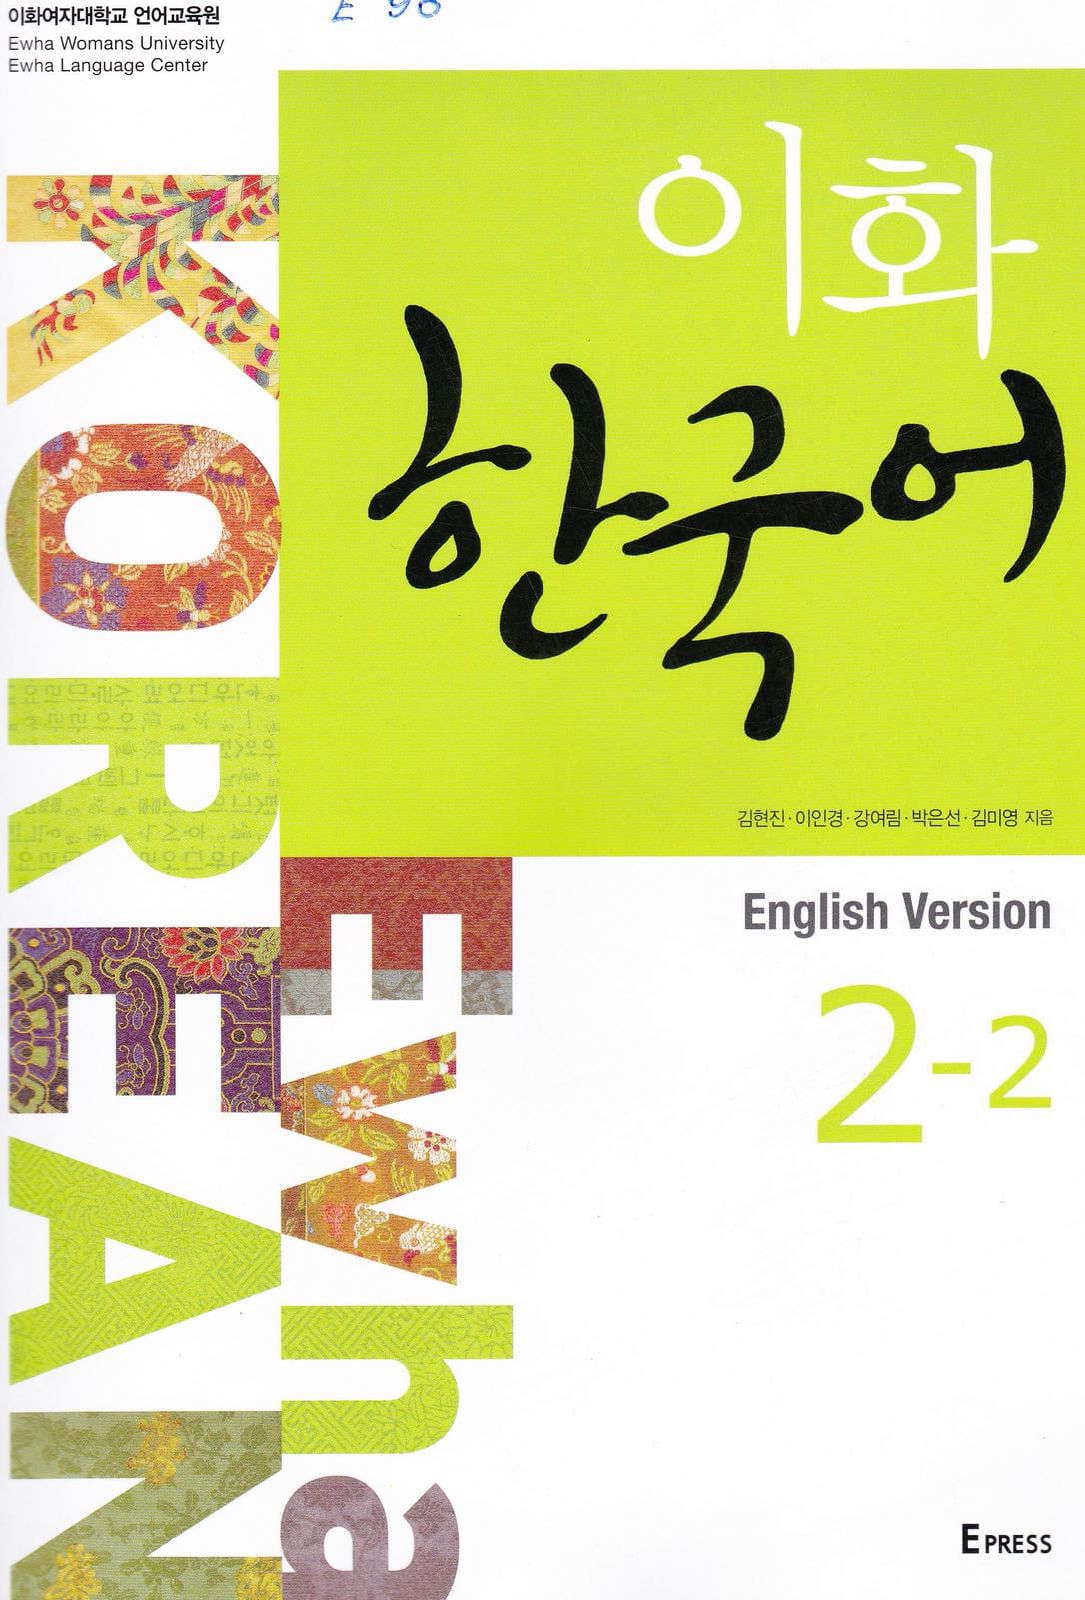 E 96
이화여자대학교 언어교육원
Ewha Womans University
Ewha Language Center
이화
한국어
김현진·이인경·강여림·박은선·김미영 지음
English Version
2-2
KOREAN
Ewha
E PRESS